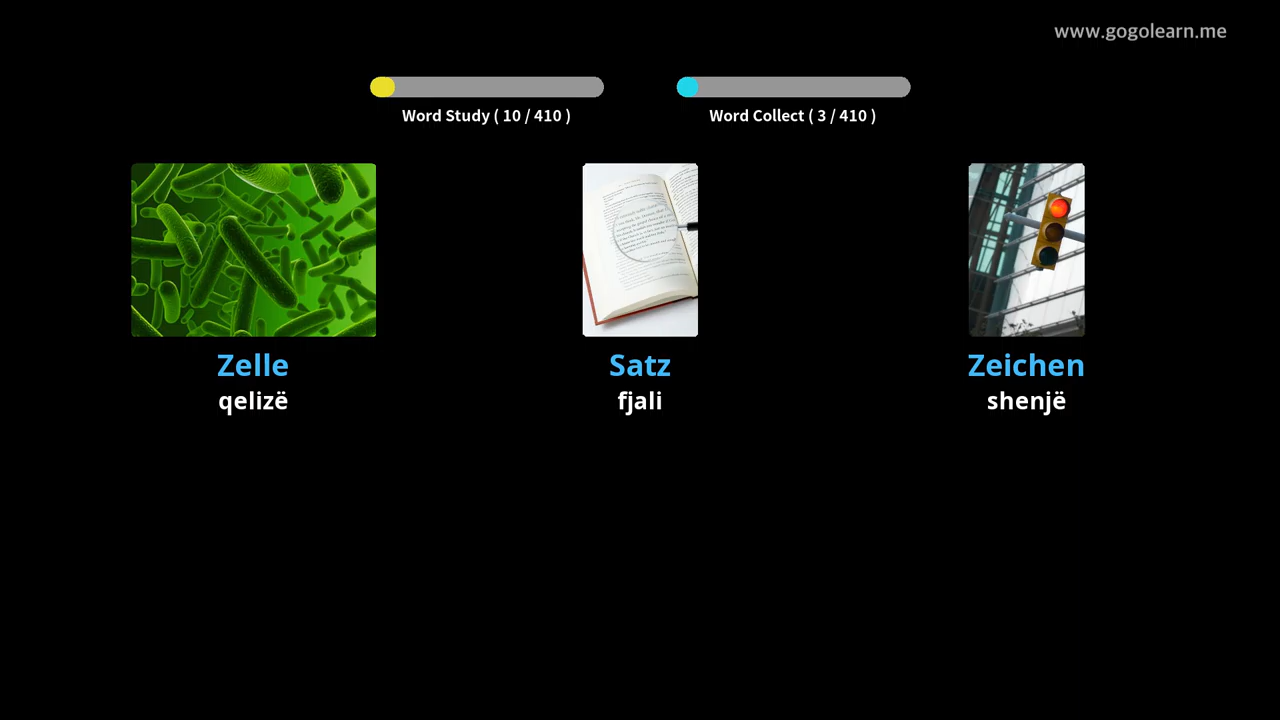 www.gogolearn.me
Word Study ( 10 / 410 )
Word Collect ( 3 / 410 )
Zelle
qelizë
Satz
fjali
Zeichen
shenjë